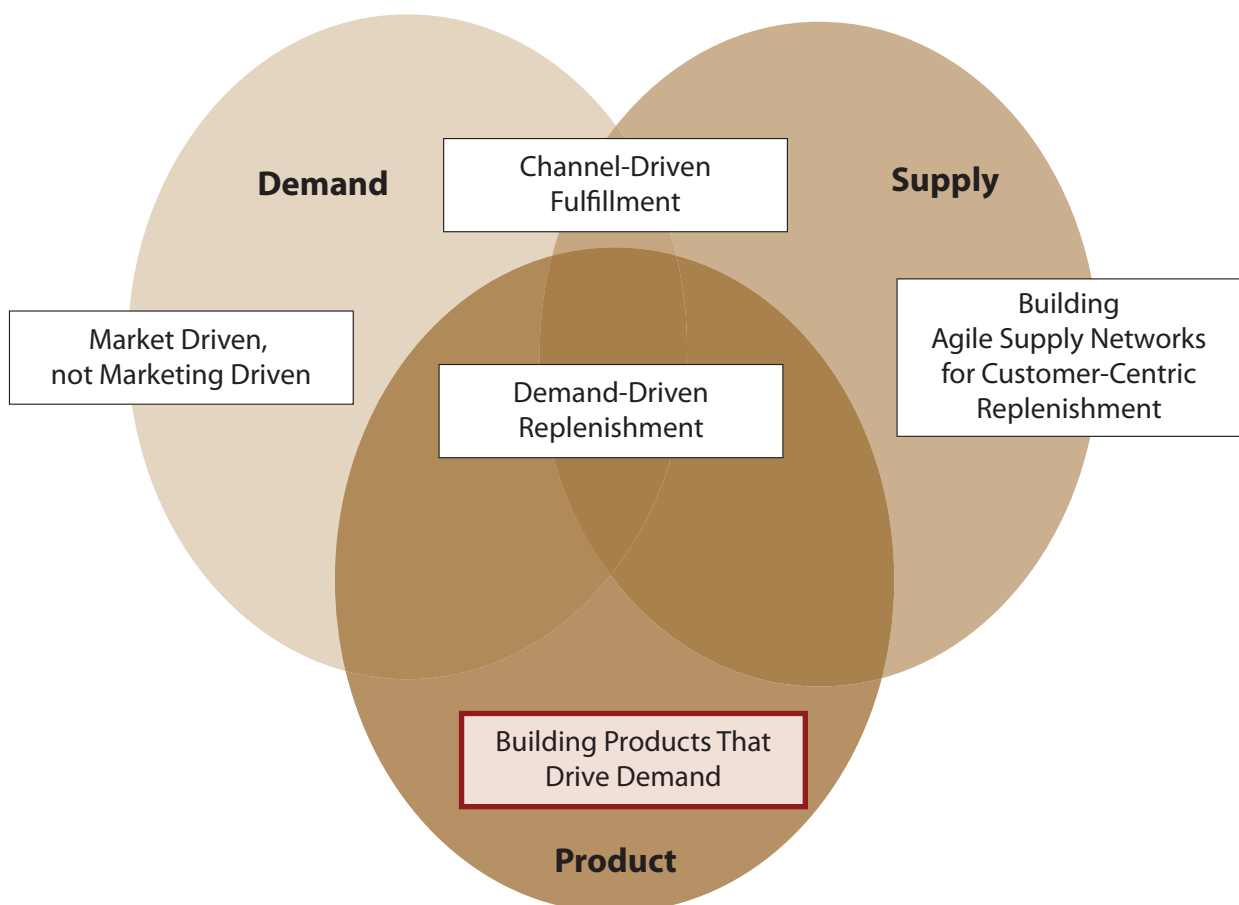 Demand
Channel-Driven
Fulfillment
Supply
Market Driven,
not Marketing Driven
Demand-Driven
Replenishment
Building
Agile Supply Networks
for Customer-Centric
Replenishment
Building Products That
Drive Demand
Product